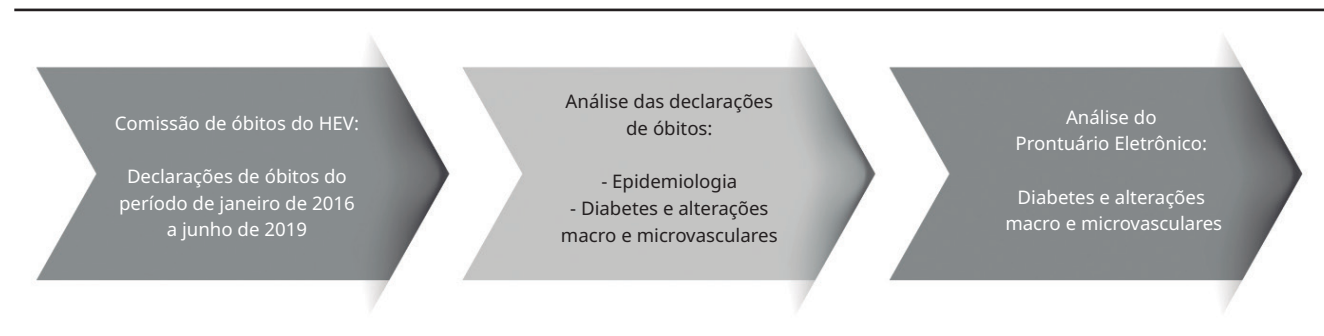 Comissão de óbitos do HEV:
Declarações de óbitos do
período de janeiro de 2016
a junho de 2019
Análise das declarações
de óbitos:
- Epidemiologia
- Diabetes e alterações
macro e microvasculares
Análise do
Prontuário Eletrônico:
Diabetes e alterações
macro e microvasculares